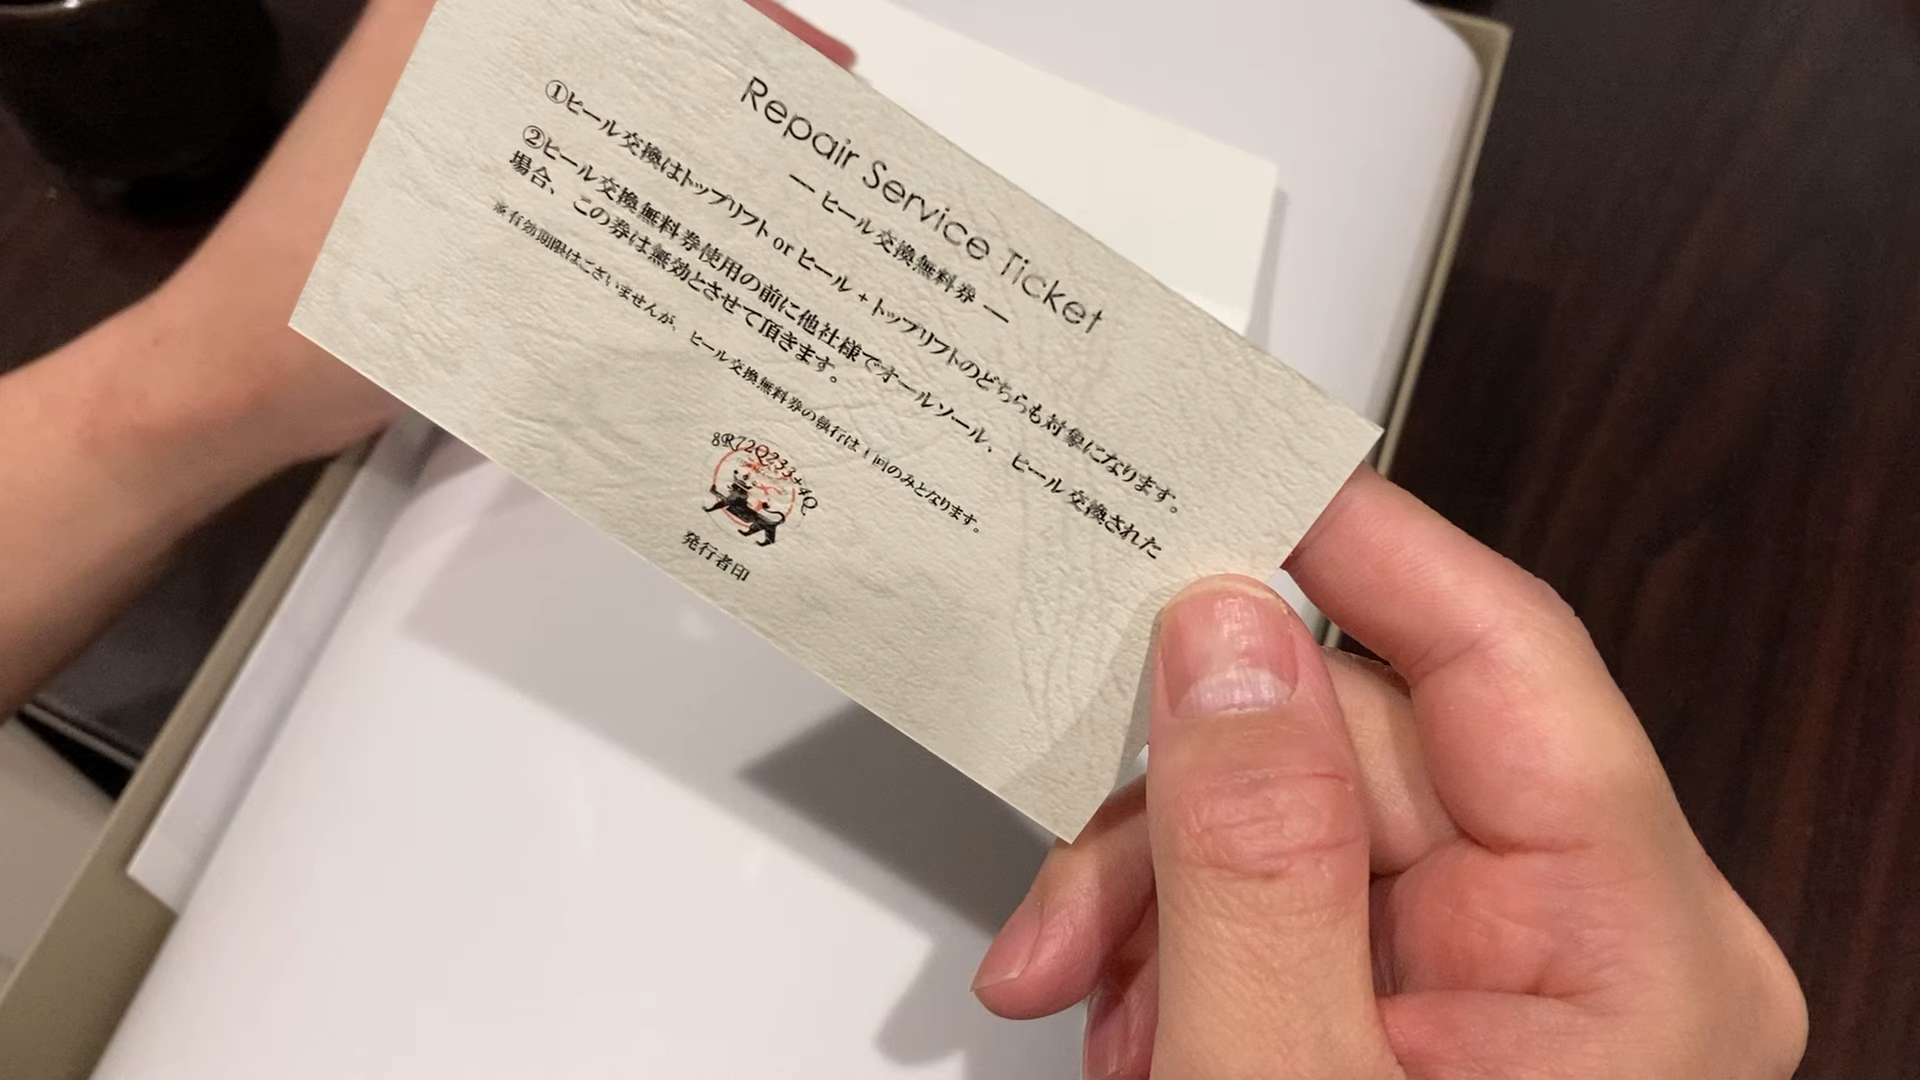 Repair Service Ticket
― ヒール交換無料券 ―
①ヒール交換はトップリフト or ヒール + トップリフトのどちらも対象になります。
②ヒール交換無料券使用の前に他社様でオールソール、ヒール交換された
場合、この券は無効とさせて頂きます。
※有効期限はございませんが、ヒール交換無料券の執行は1回のみとなります。
発行者印